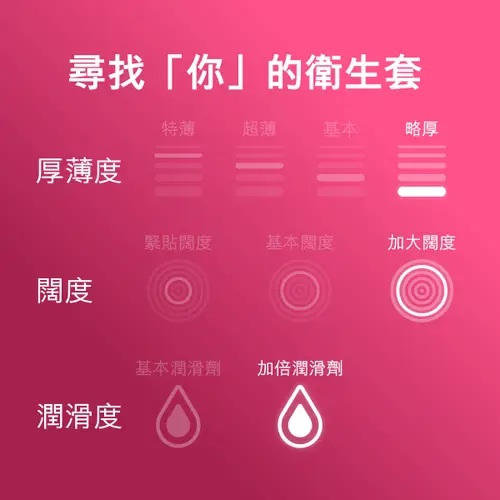 尋找「你」的衛生套
特薄 超薄 基本 略厚
厚薄度
緊貼闊度 基本闊度 加大闊度
闊度
基本潤滑劑 加倍潤滑劑
潤滑度